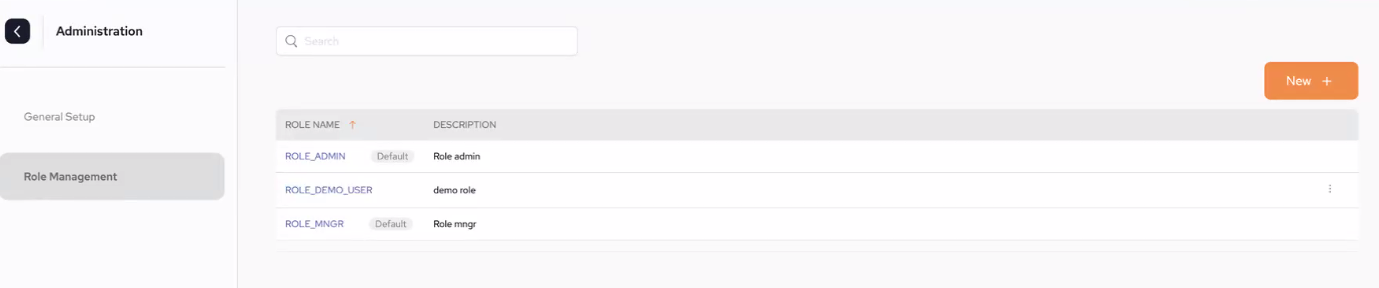 Administration
Search
General Setup
Role Management
New +
ROLE NAME ↑ DESCRIPTION
ROLE_ADMIN Default Role admin
ROLE_DEMO_USER demo role
ROLE_MNGR Default Role mngr